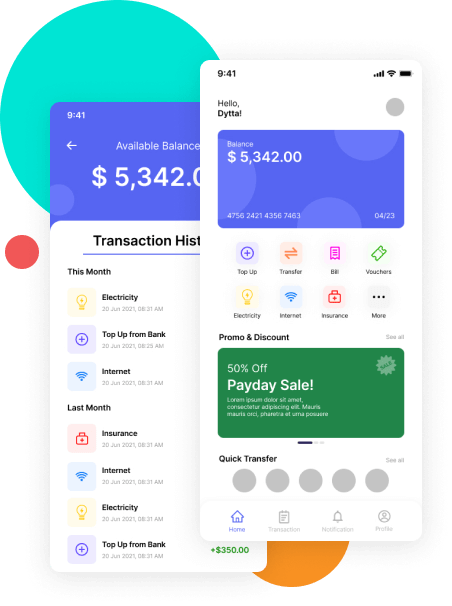 9:41
Available Balance
$ 5,342.0
Transaction Hist
This Month
Electricity
20 Jun 2021, 08:31 AM
Top Up from Bank
20 Jun 2021, 08:25 AM
Internet
20 Jun 2021, 08:31 AM
Last Month
Insurance
20 Jun 2021, 08:31 AM
Internet
20 Jun 2021, 08:31 AM
Electricity
20 Jun 2021, 08:31 AM
Top Up from Bank
20 Jun 2021, 08:31 AM
+$350.00
9:41
Hello,
Dytta!
Balance
$ 5,342.00
4756 2421 4356 7463 04/23
Top Up Transfer Bill Vouchers
Electricity Internet Insurance More
Promo & Discount See all
50% Off
Payday Sale!
Lorem ipsum dolor sit amet,
consectetur adipiscing elit. Mauris
mauris orci, pharetra et urna posuere
Quick Transfer See all
Home Transaction Notification Profile